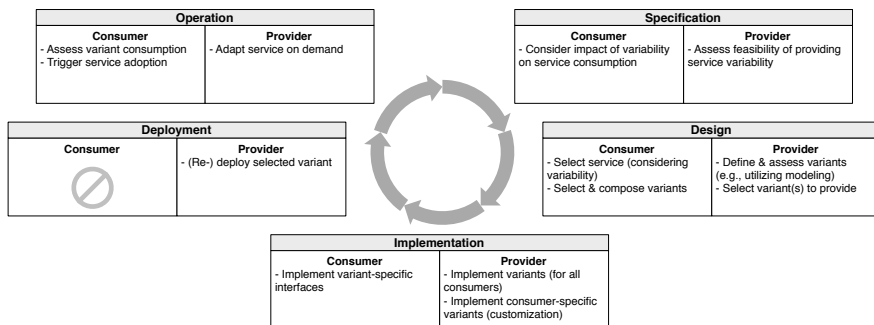 Operation
Consumer
- Assess variant consumption
- Trigger service adoption
Provider
- Adapt service on demand
Specification
Consumer
- Consider impact of variability
on service consumption
Provider
- Assess feasibility of providing
service variability
Deployment
Consumer
Provider
- (Re-) deploy selected variant
Design
Consumer
- Select service (considering
variability)
- Select & compose variants
Provider
- Define & assess variants
(e.g., utilizing modeling)
- Select variant(s) to provide
Implementation
Consumer
- Implement variant-specific
interfaces
Provider
- Implement variants (for all
consumers)
- Implement consumer-specific
variants (customization)